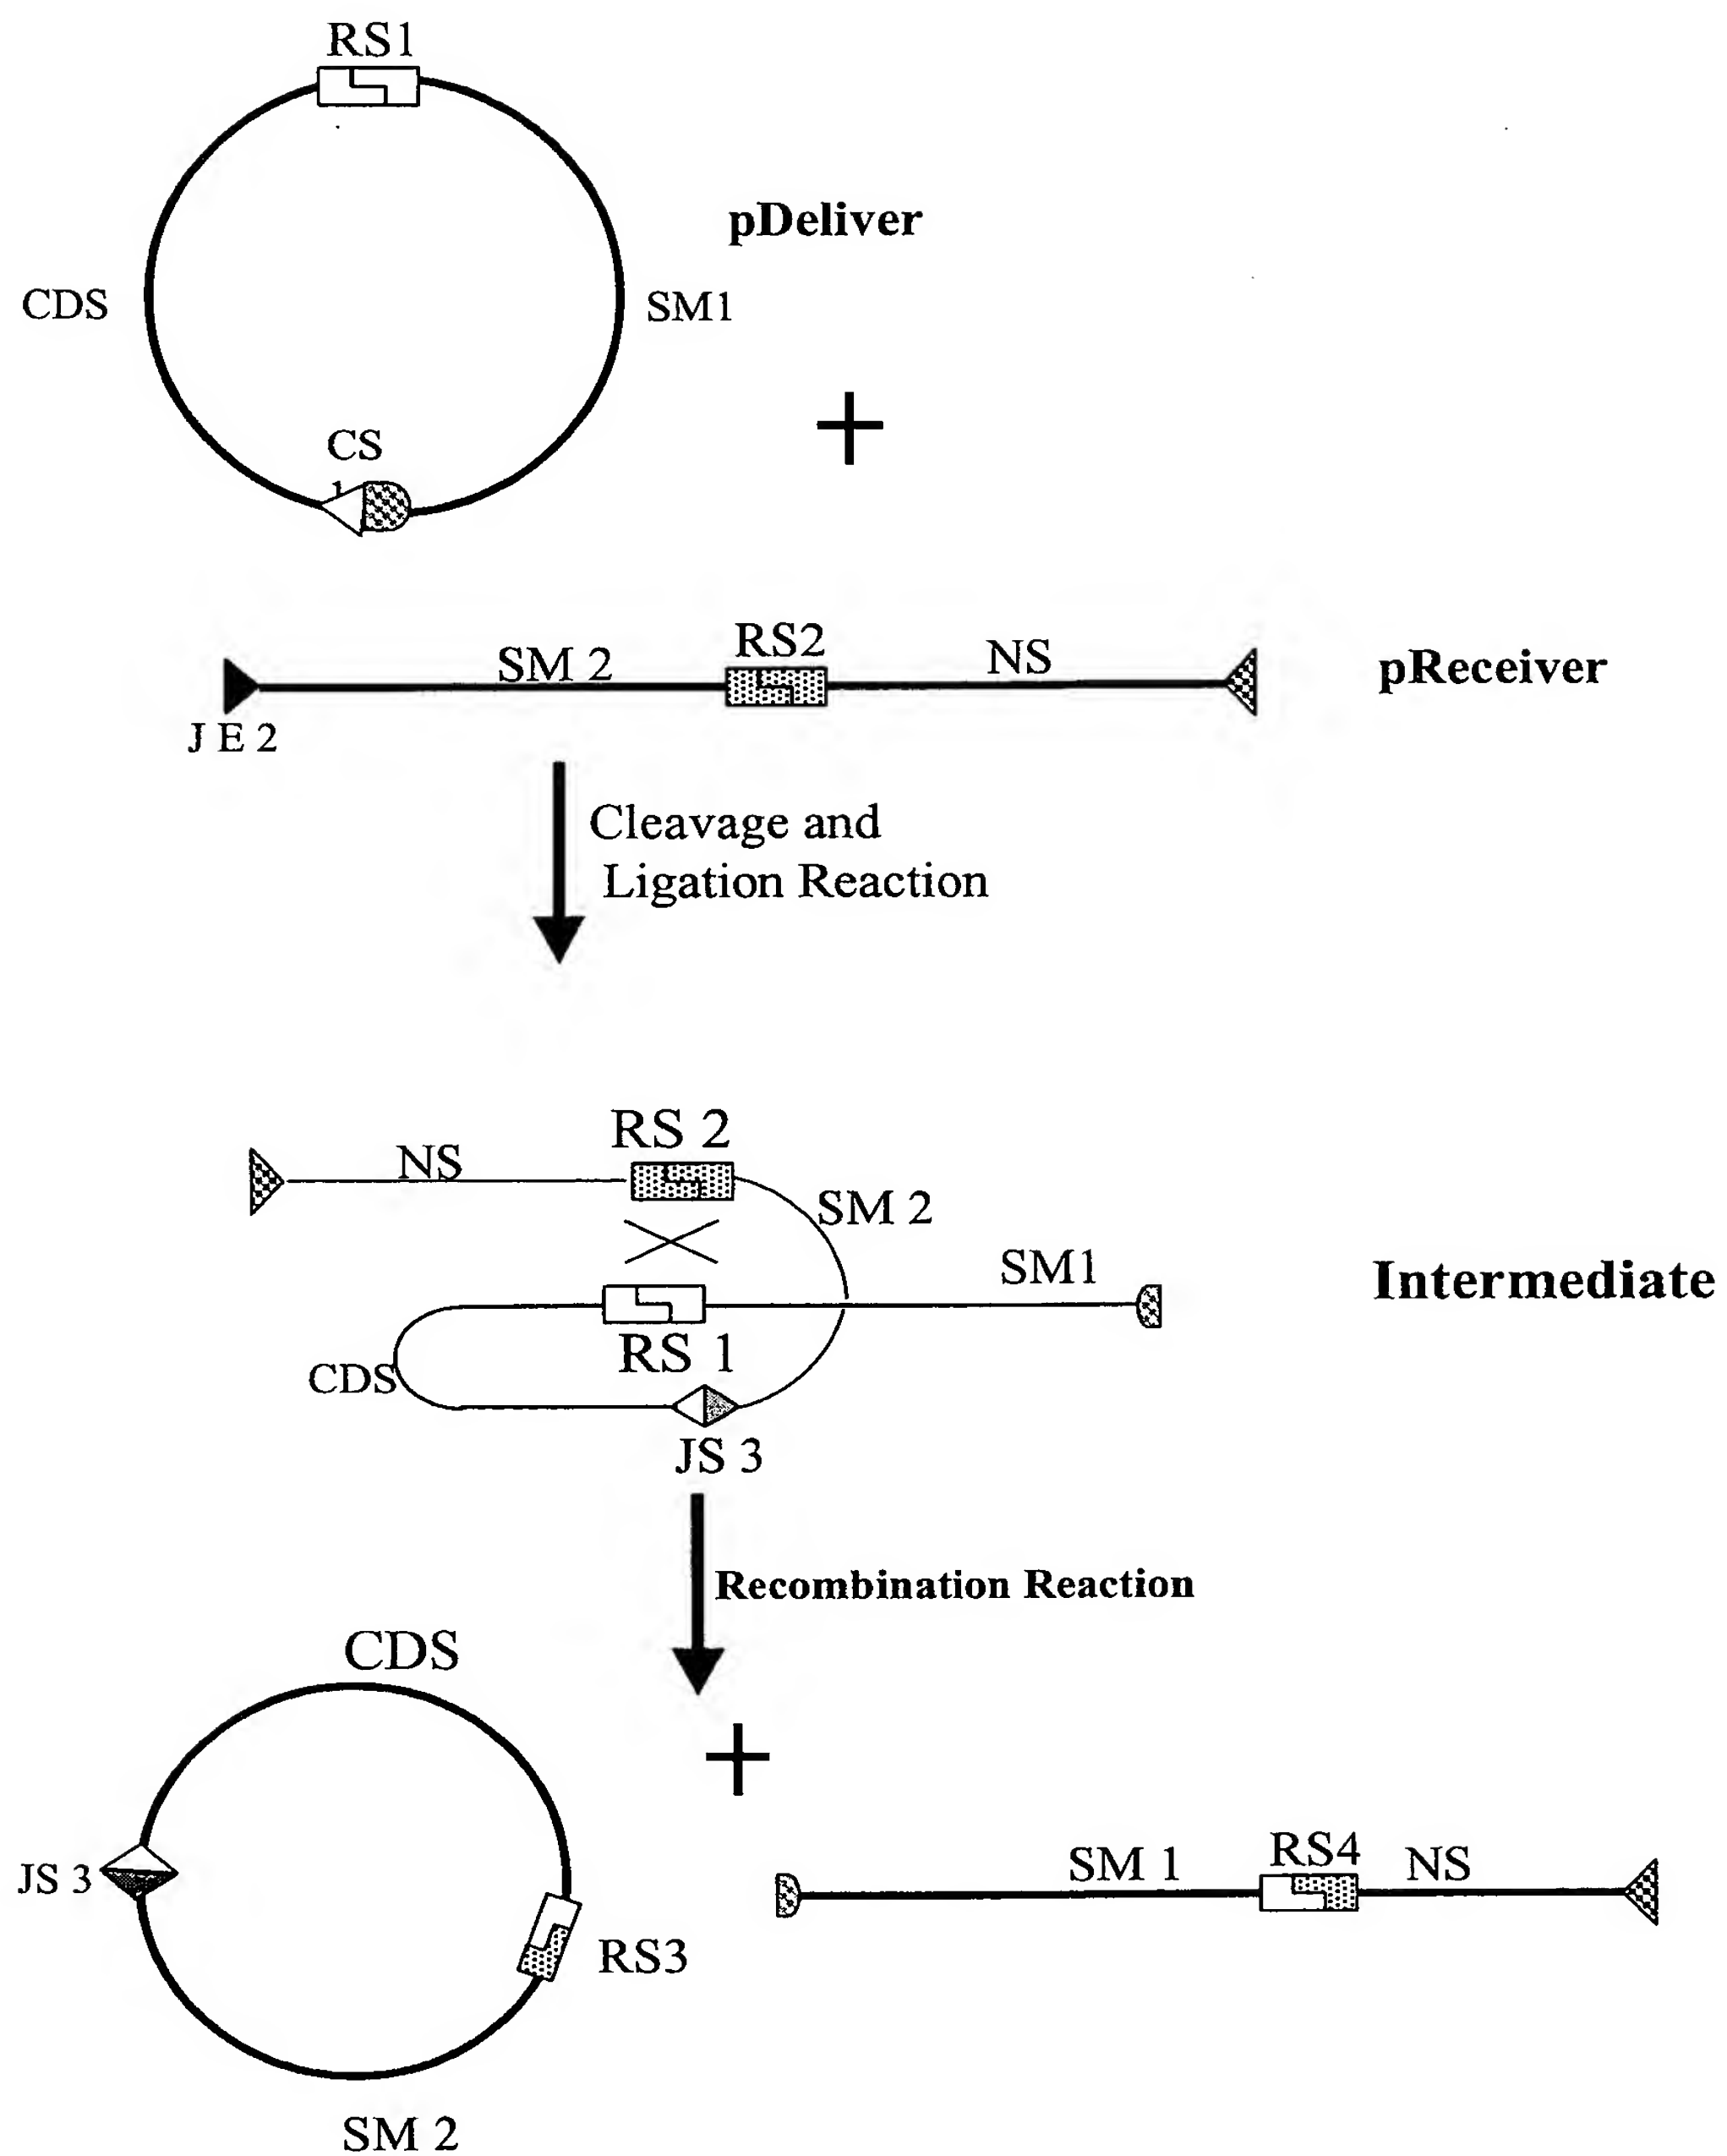 RS1
pDeliver
CDS
SM1
CS
1
SM 2
RS2
NS
pReceiver
J E 2
Cleavage and
Ligation Reaction
RS 2
NS
SM 2
SM1
Intermediate
RS 1
CDS
JS 3
Recombination Reaction
CDS
JS 3
SM 1
RS4
NS
RS3
SM 2